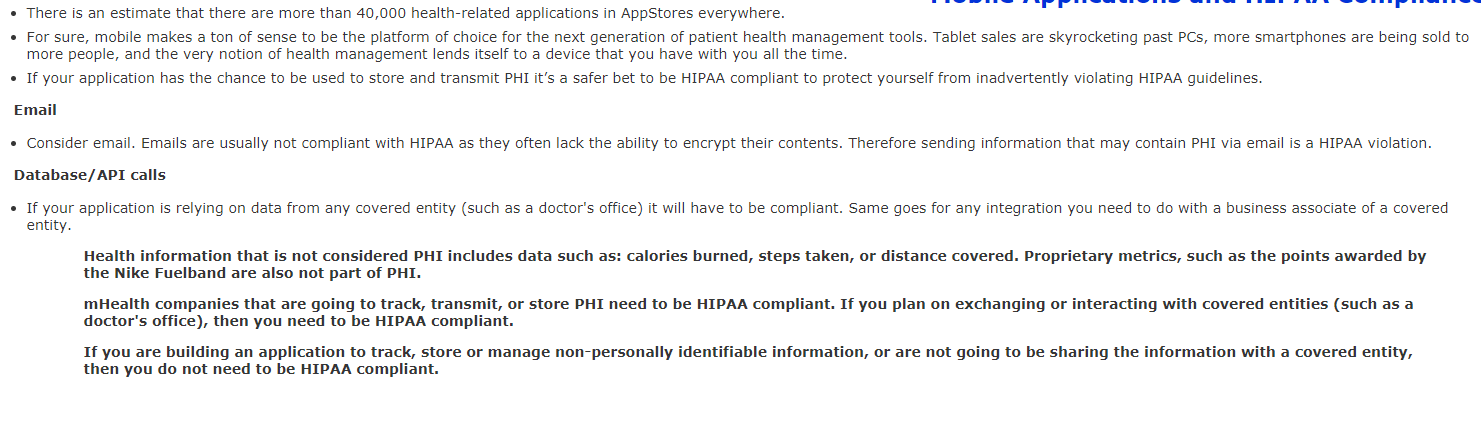 Mobile Applications and HIPAA Compliance
• There is an estimate that there are more than 40,000 health-related applications in AppStores everywhere.
• For sure, mobile makes a ton of sense to be the platform of choice for the next generation of patient health management tools. Tablet sales are skyrocketing past PCs, more smartphones are being sold to
more people, and the very notion of health management lends itself to a device that you have with you all the time.
• If your application has the chance to be used to store and transmit PHI it’s a safer bet to be HIPAA compliant to protect yourself from inadvertently violating HIPAA guidelines.
Email
• Consider email. Emails are usually not compliant with HIPAA as they often lack the ability to encrypt their contents. Therefore sending information that may contain PHI via email is a HIPAA violation.
Database/API calls
• If your application is relying on data from any covered entity (such as a doctor's office) it will have to be compliant. Same goes for any integration you need to do with a business associate of a covered
entity.
Health information that is not considered PHI includes data such as: calories burned, steps taken, or distance covered. Proprietary metrics, such as the points awarded by
the Nike Fuelband are also not part of PHI.
mHealth companies that are going to track, transmit, or store PHI need to be HIPAA compliant. If you plan on exchanging or interacting with covered entities (such as a
doctor's office), then you need to be HIPAA compliant.
If you are building an application to track, store or manage non-personally identifiable information, or are not going to be sharing the information with a covered entity,
then you do not need to be HIPAA compliant.